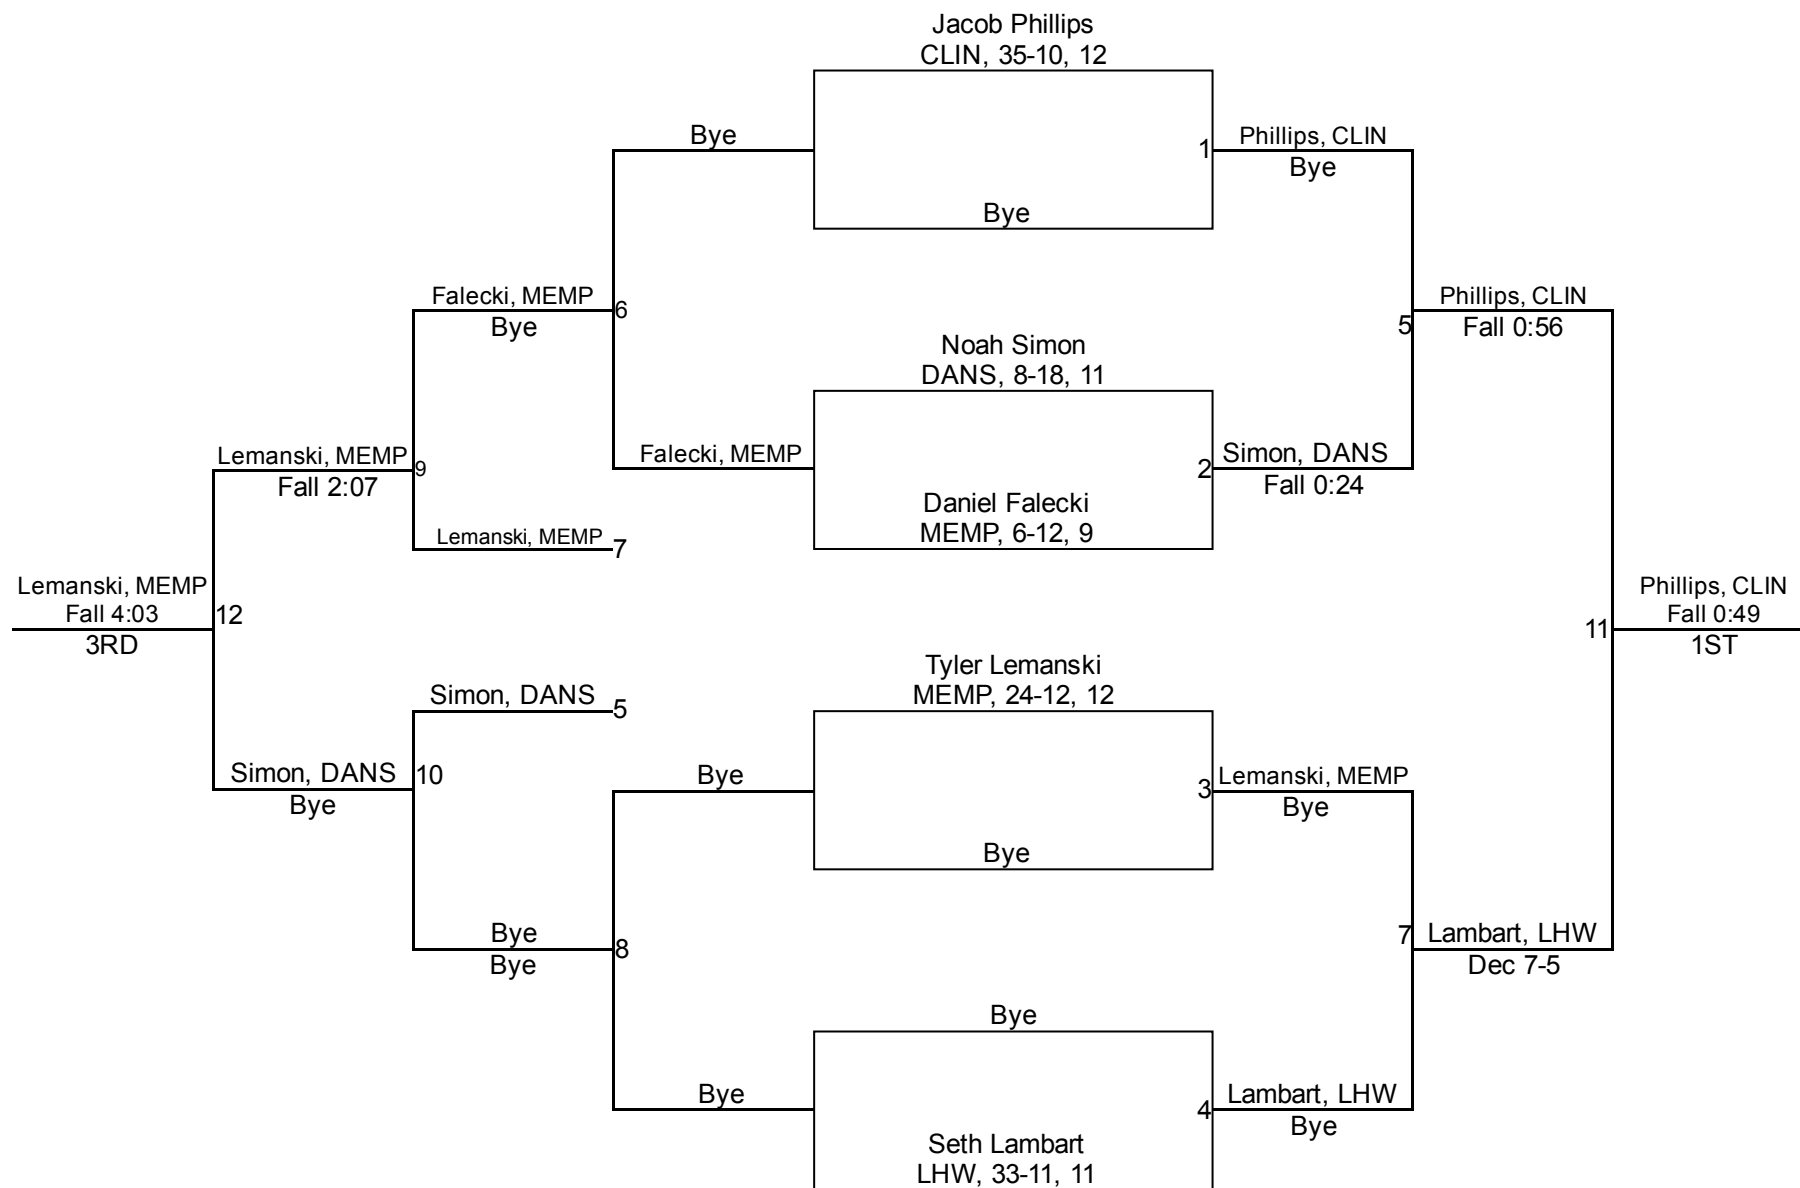 Jacob Phillips
CLIN, 35-10, 12
Bye
1
Phillips, CLIN
Bye
Bye
Falecki, MEMP
Bye
6
Phillips, CLIN
Fall 0:56
5
Noah Simon
DANS, 8-18, 11
Lemanski, MEMP
Fall 2:07
9
Falecki, MEMP
2
Simon, DANS
Fall 0:24
Daniel Falecki
MEMP, 6-12, 9
Lemanski, MEMP
7
Lemanski, MEMP
Fall 4:03
3RD
12
Phillips, CLIN
Fall 0:49
1ST
11
Tyler Lemanski
MEMP, 24-12, 12
Simon, DANS
5
Simon, DANS
Bye
10
Bye
3
Lemanski, MEMP
Bye
Bye
Bye
Bye
8
7
Lambart, LHW
Dec 7-5
Bye
Bye
4
Lambart, LHW
Bye
Seth Lambart
LHW, 33-11, 11